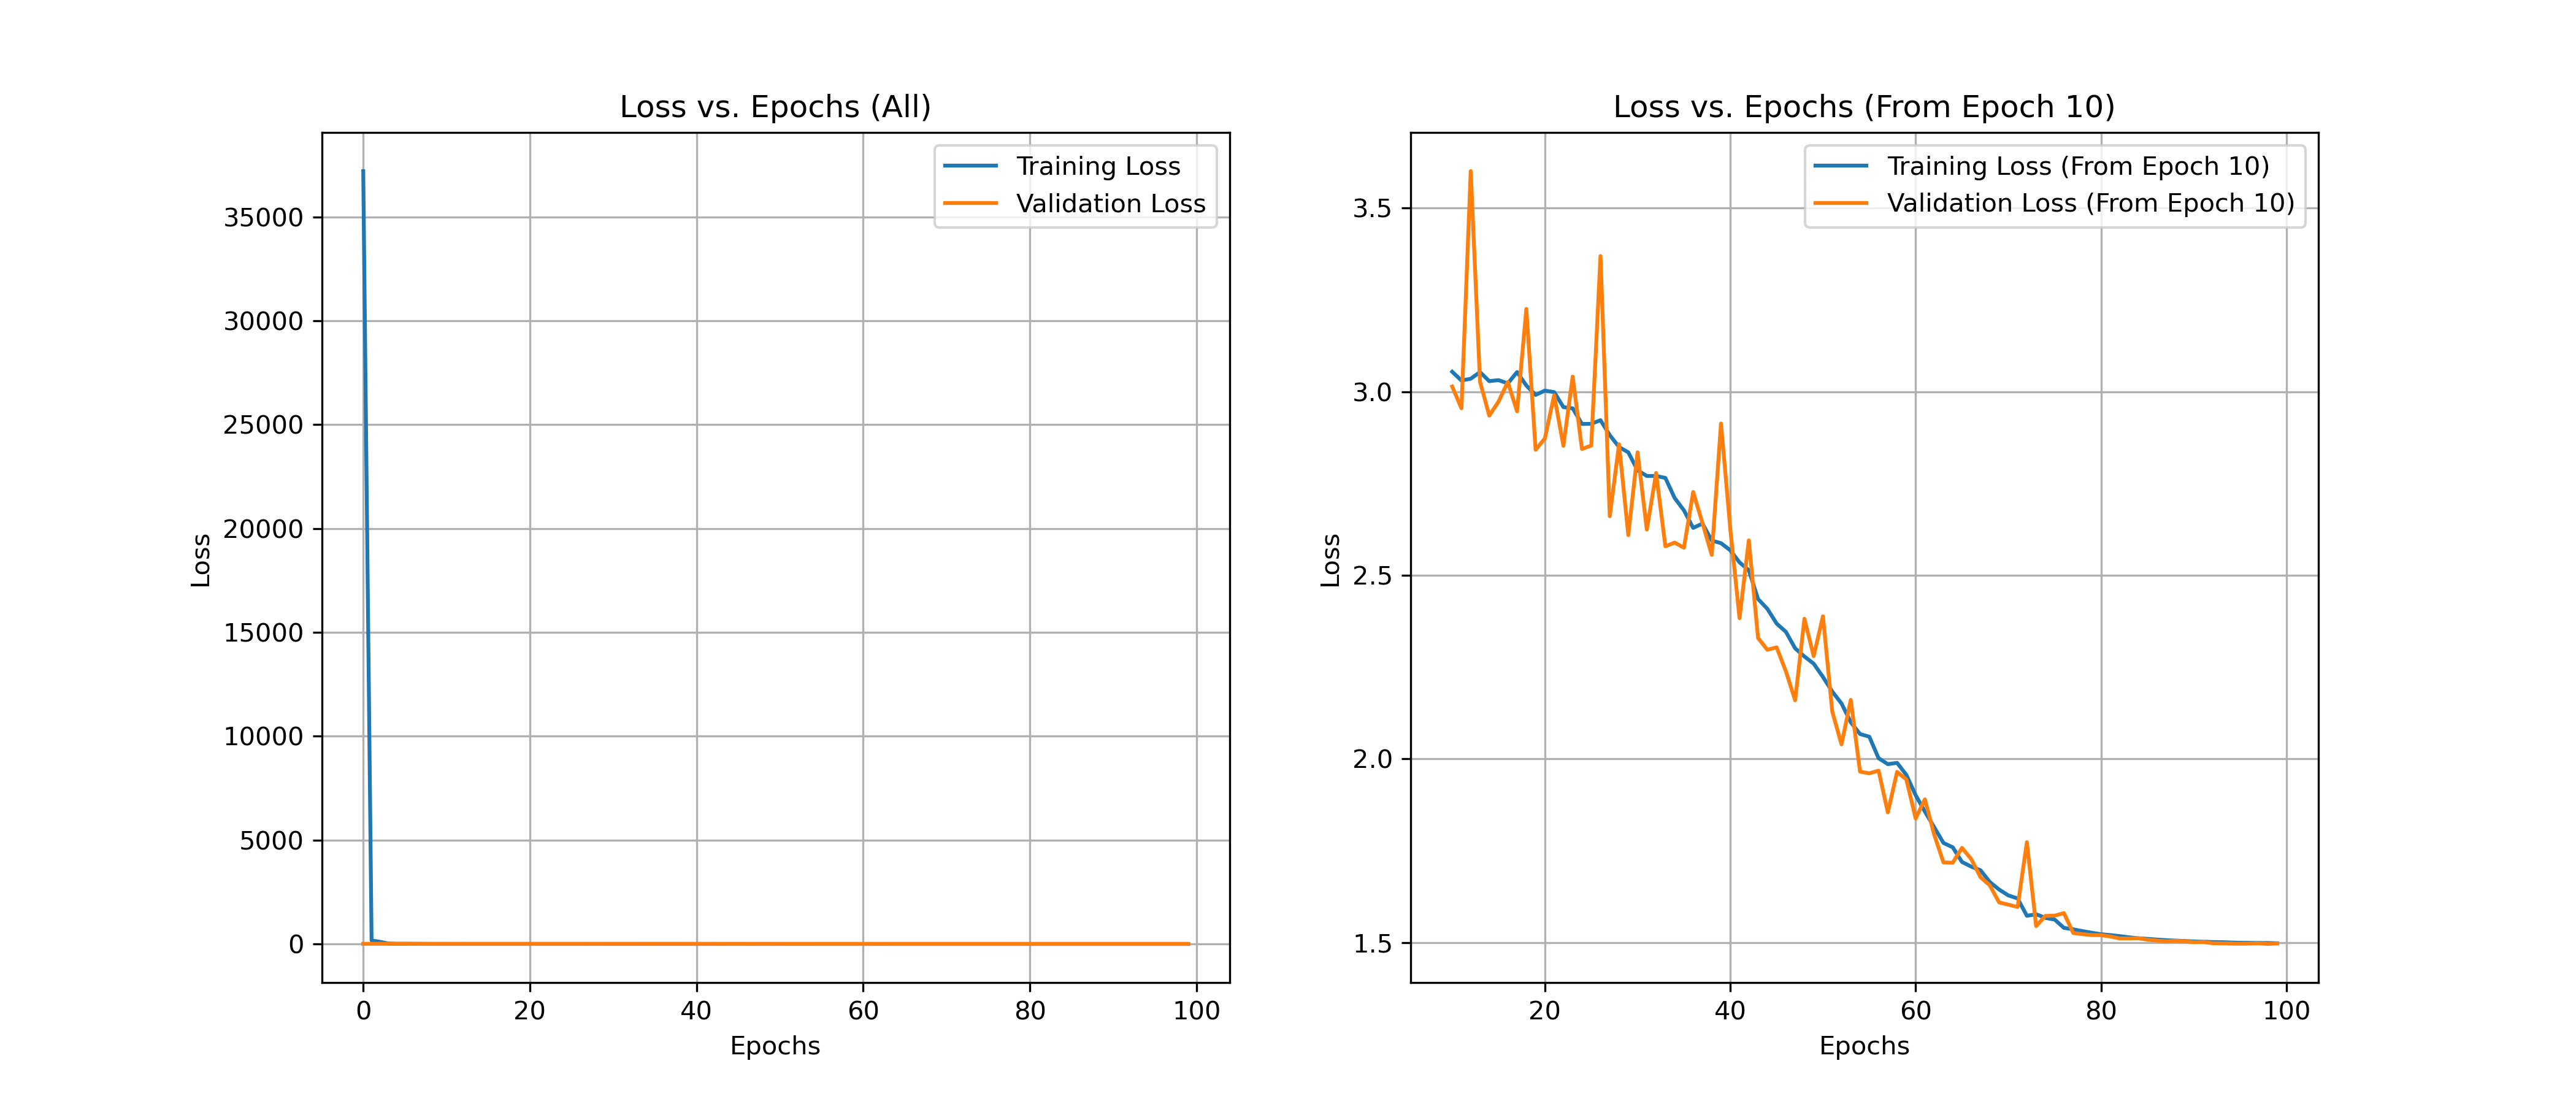 Loss vs. Epochs (All)
Training Loss
Validation Loss
35000
30000
25000
20000
15000
10000
5000
0
Loss
0 20 40 60 80 100
Epochs
Loss vs. Epochs (From Epoch 10)
Training Loss (From Epoch 10)
Validation Loss (From Epoch 10)
3.5
3.0
2.5
2.0
1.5
Loss
20 40 60 80 100
Epochs